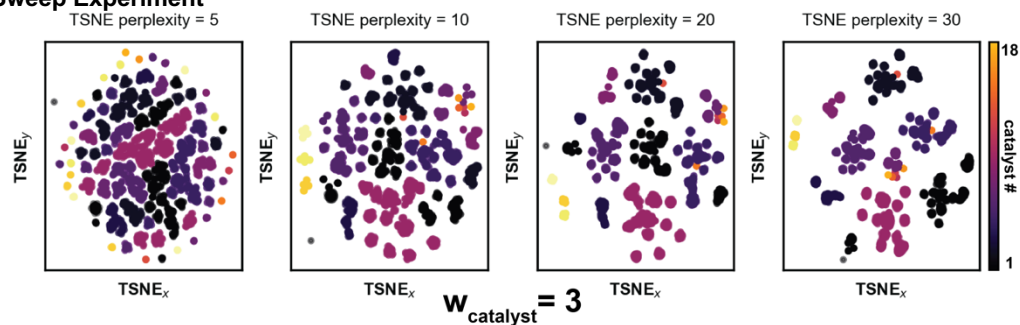 Sweep Experiment
TSNE perplexity = 5
TSNE perplexity = 10
TSNE perplexity = 20
TSNE perplexity = 30
TSNEy
TSNEy
TSNEy
TSNEy
18
catalyst #
1
TSNEx
TSNEx
TSNEx
TSNEx
wcatalyst= 3